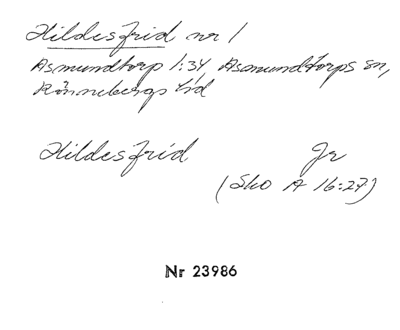 Hildesfrid nr 1
Asmundtorp 1:34, Asmundtorps sn,
Rönnebergs hd
Hildesfrid Jr
(Sko A 16:27)
Nr 23986